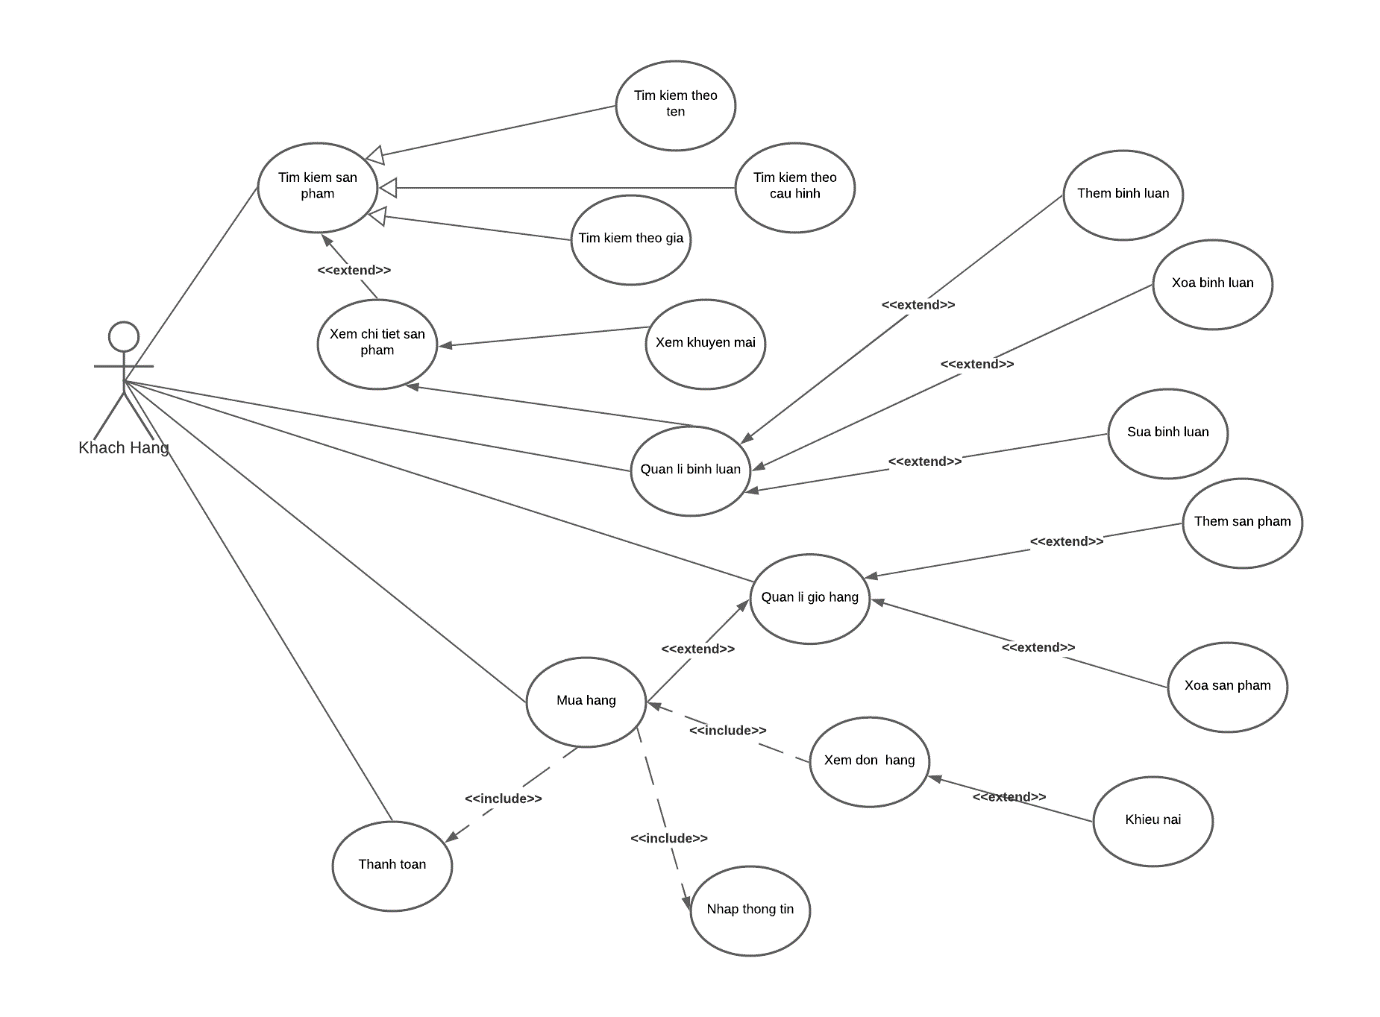 Tim kiem theo
ten
Tim kiem san
pham
Tim kiem theo
cau hinh
Them binh luan
Tim kiem theo gia
<<extend>>
Xoa binh luan
<<extend>>
Xem chi tiet san
pham
Xem khuyen mai
<<extend>>
Khach Hang
Quan li binh luan
<<extend>>
Sua binh luan
Them san pham
<<extend>>
Quan li gio hang
<<extend>>
<<extend>>
Xoa san pham
Mua hang
<<include>>
Xem don  hang
<<include>>
<<extend>>
Khieu nai
<<include>>
Thanh toan
Nhap thong tin